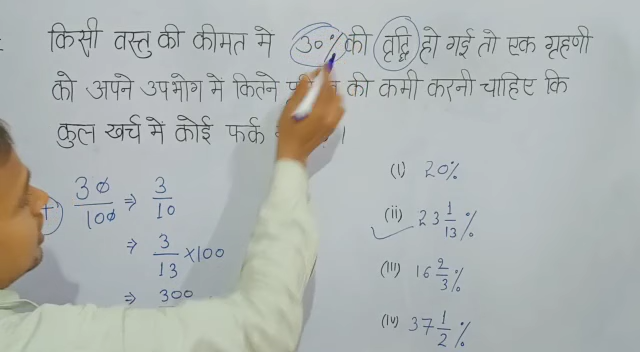 किसी वस्तु की कीमत मे 30% की वृद्धि हो गई तो एक ग्रहणी
को अपने उपभोग मे कितने की कमी करनी चाहिए कि
कुल खर्च में कोई फर्क ।
+ 30/100 ⇒ 3/10
⇒ 3/13 ×100
⇒ 300
(i) 20%
(ii) 23 1/13 %
(iii) 16 2/3 %
(iv) 37 1/2 %